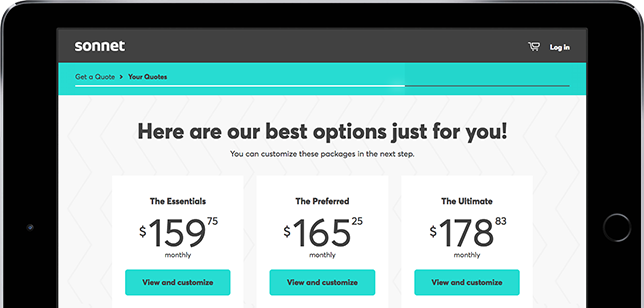 sonnet
Log in
Get a Quote > Your Quotes
Here are our best options just for you!
You can customize these packages in the next step.
The Essentials
$159 75
monthly
View and customize
The Preferred
$165 25
monthly
View and customize
The Ultimate
$178 83
monthly
View and customize